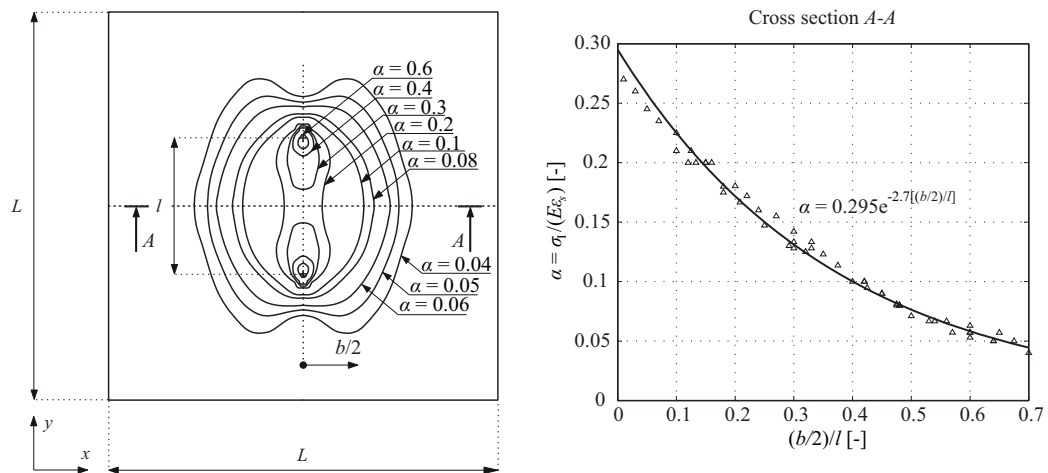 α = 0.6
α = 0.4
α = 0.3
α = 0.2
α = 0.1
α = 0.08
L
l
A
A
α = 0.04
α = 0.05
α = 0.06
b/2
y
x
L
Cross section A-A
0.30
0.25
0.2
0.15
0.1
0.05
0
α = σ₁/(Eεₛ) [-]
α = 0.295e^-2.7[(b/2)/l]
0 0.1 0.2 0.3 0.4 0.5 0.6 0.7
(b/2)/l [-]